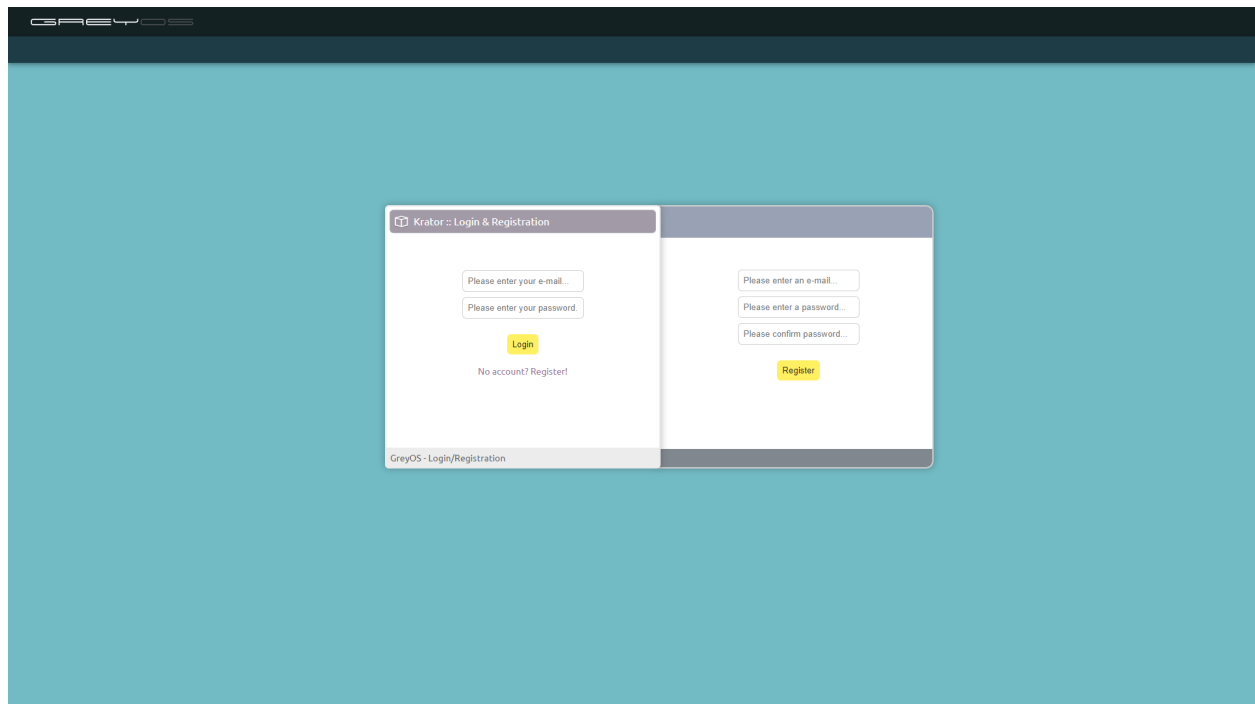 GREYOS
Krator :: Login & Registration
Please enter your e-mail...
Please enter your password.
Login
No account? Register!
GreyOS - Login/Registration
Please enter an e-mail...
Please enter a password...
Please confirm password...
Register